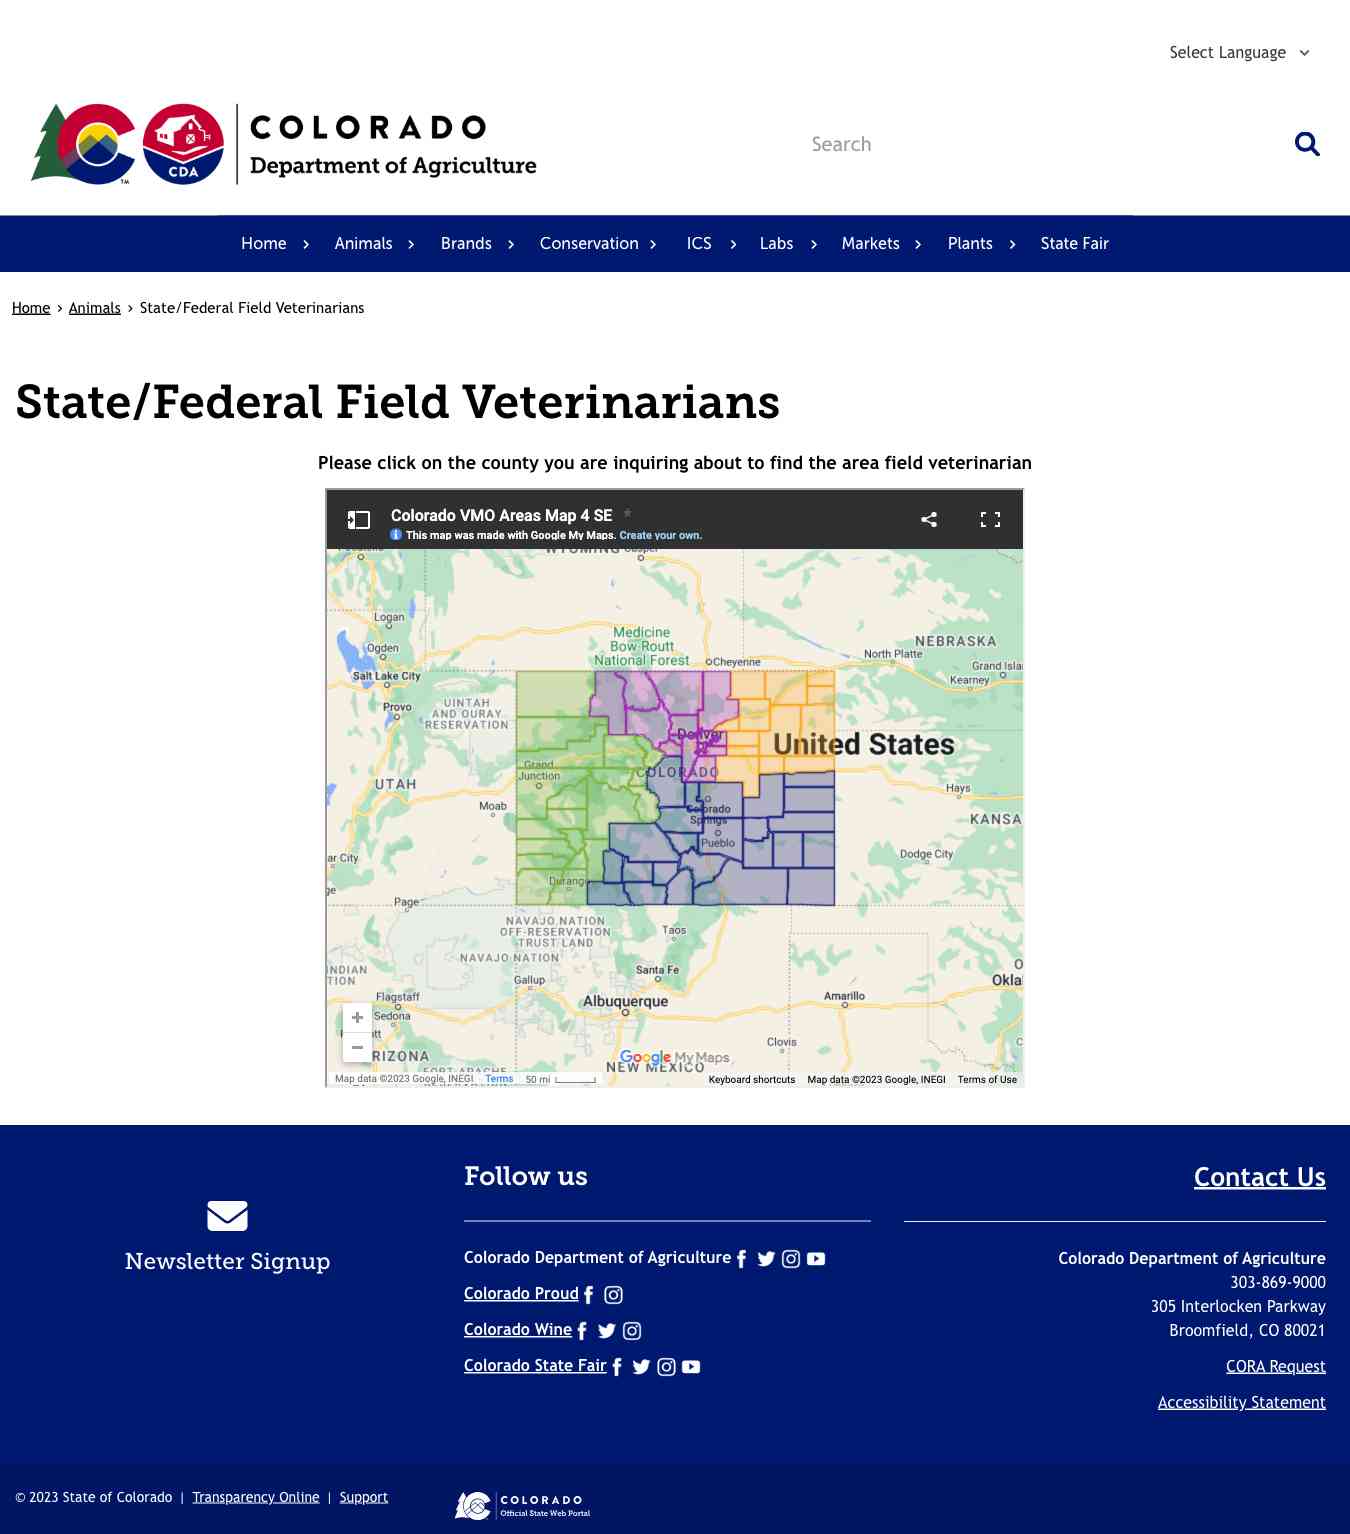 Select Language
COLORADO
Department of Agriculture
CDA
TM
Search
Home
Animals
Brands
Conservation
ICS
Labs
Markets
Plants
State Fair
Home › Animals › State/Federal Field Veterinarians
State/Federal Field Veterinarians
Please click on the county you are inquiring about to find the area field veterinarian
Colorado VMO Areas Map 4 SE
This map was made with Google My Maps. Create your own.
WYOMING
Casper
Logan
Ogden
Salt Lake City
Provo
UINTAH
AND OURAY
RESERVATION
Medicine
Bow Routt
National Forest
Cheyenne
NEBRASKA
North Platte
Grand Islan
Kearney
Denver
United States
Grand
Junction
COLORADO
UTAH
Moab
Colorado
Springs
Pueblo
Hays
KANSA
Dodge City
ar City
Durango
Page
NAVAJO NATION
OFF-RESERVATION
TRUST LAND
NAVAJO NATION
Taos
INDIAN
TION
Gallup
Santa Fe
O
Okla
Flagstaff
Sedona
Albuquerque
Amarillo
Clovis
RIZONA
FORT APACHE
NEW MEXICO
Google My Maps
Map data ©2023 Google, INEGI Terms 50 mi
Keyboard shortcuts Map data ©2023 Google, INEGI Terms of Use
Newsletter Signup
Follow us
Colorado Department of Agriculture
Colorado Proud
Colorado Wine
Colorado State Fair
Contact Us
Colorado Department of Agriculture
303-869-9000
305 Interlocken Parkway
Broomfield, CO 80021
CORA Request
Accessibility Statement
© 2023 State of Colorado | Transparency Online | Support
COLORADO
Official State Web Portal